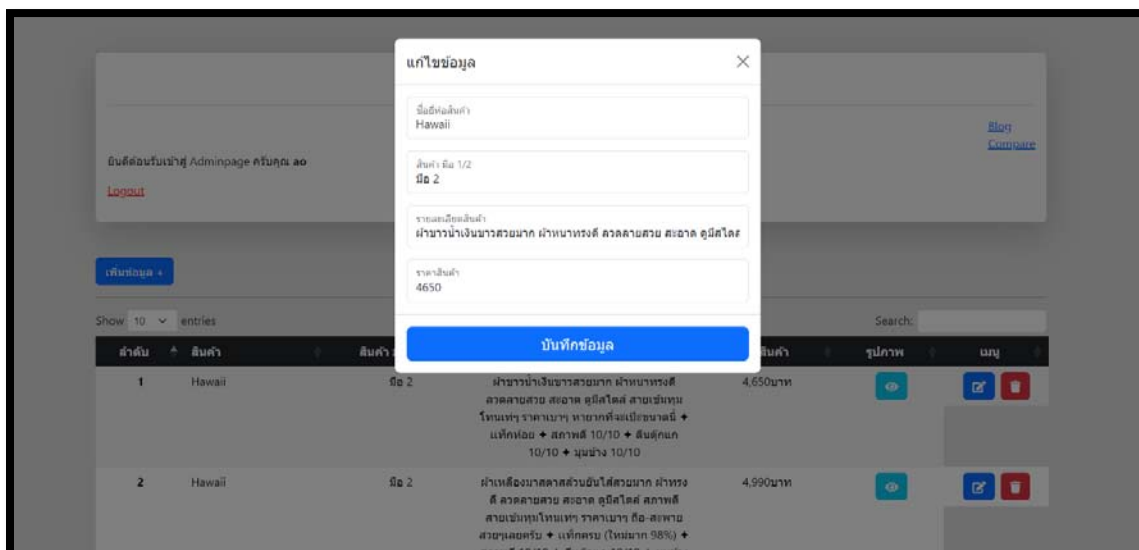 แก้ไขข้อมูล
ชื่อยี่ห้อสินค้า
Hawaii
สินค้า มือ 1/2
มือ 2
รายละเอียดสินค้า
ผ้าขาวน้ำเงินขาวสวยมาก ผ้าหนาทรงดี ลวดลายสวย สะอาด ดูมีสไตล์
ราคาสินค้า
4650
บันทึกข้อมูล
Blog
Compare
ยินดีต้อนรับเข้าสู่ Adminpage ครับคุณ ao
Logout
เพิ่มข้อมูล +
Show 10 entries
Search:
ลำดับ สินค้า สินค้า สินค้า รูปภาพ เมนู
1 Hawaii มือ 2 ผ้าขาวน้ำเงินขาวสวยมาก ผ้าหนาทรงดี 4,650บาท
ลวดลายสวย สะอาด ดูมีสไตล์ สายเข้มทุน
โทนเท่ๆ ราคาเบาๆ หายากที่จะเป๊ะขนาดนี้ ✦
แท็กห้อย ✦ สภาพดี 10/10 ✦ ตีนตุ๊กแก
10/10 ✦ มุมช้าง 10/10
2 Hawaii มือ 2 ผ้าเหลืองมาสตาส ผ้าทรง 4,990บาท
ดี ลวดลายสวย สะอาด ดูมีสไตล์ สภาพดี
สายเข้มทุนโทนเท่ๆ ราคาเบาๆ ถือ-สะพาย
สวยๆเลยครับ ✦ แท็กครบ (ใหม่มาก 98%) ✦